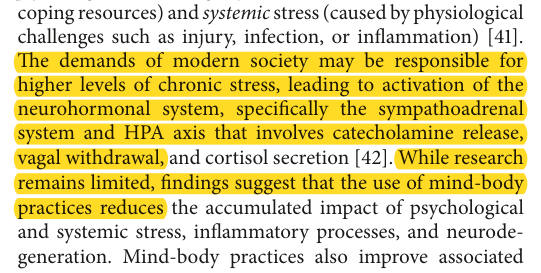 coping resources) and systemic stress (caused by physiological
challenges such as injury, infection, or inflammation) [41].
The demands of modern society may be responsible for
higher levels of chronic stress, leading to activation of the
neurohormonal system, specifically the sympathoadrenal
system and HPA axis that involves catecholamine release,
vagal withdrawal, and cortisol secretion [42]. While research
remains limited, findings suggest that the use of mind-body
practices reduces the accumulated impact of psychological
and systemic stress, inflammatory processes, and neurode-
generation. Mind-body practices also improve associated